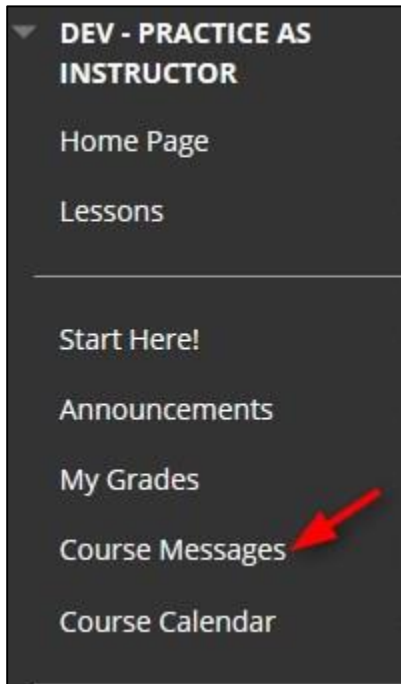 DEV - PRACTICE AS
INSTRUCTOR
Home Page
Lessons
Start Here!
Announcements
My Grades
Course Messages
Course Calendar